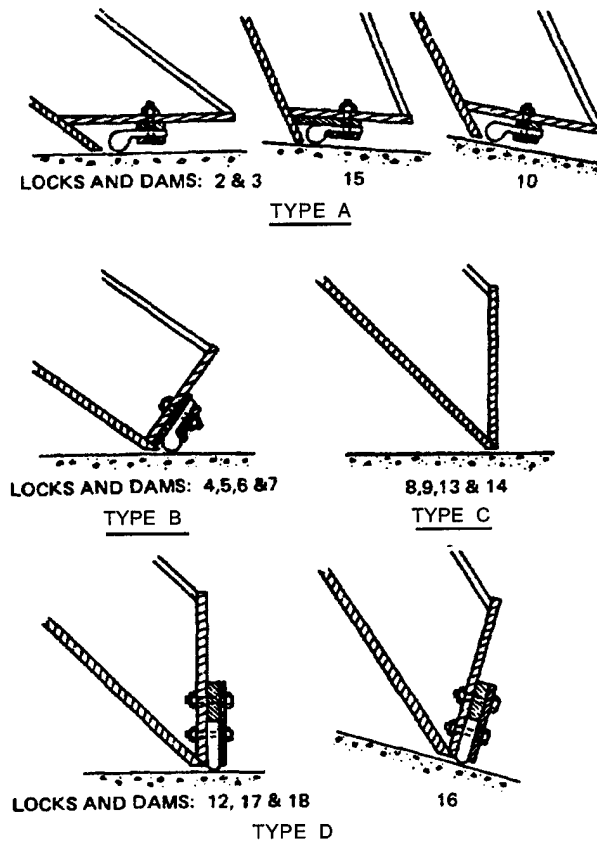 LOCKS AND DAMS: 2 & 3
15
10
TYPE A
LOCKS AND DAMS: 4,5,6 &7
8,9,13 & 14
TYPE B
TYPE C
LOCKS AND DAMS: 12, 17 & 18
16
TYPE D